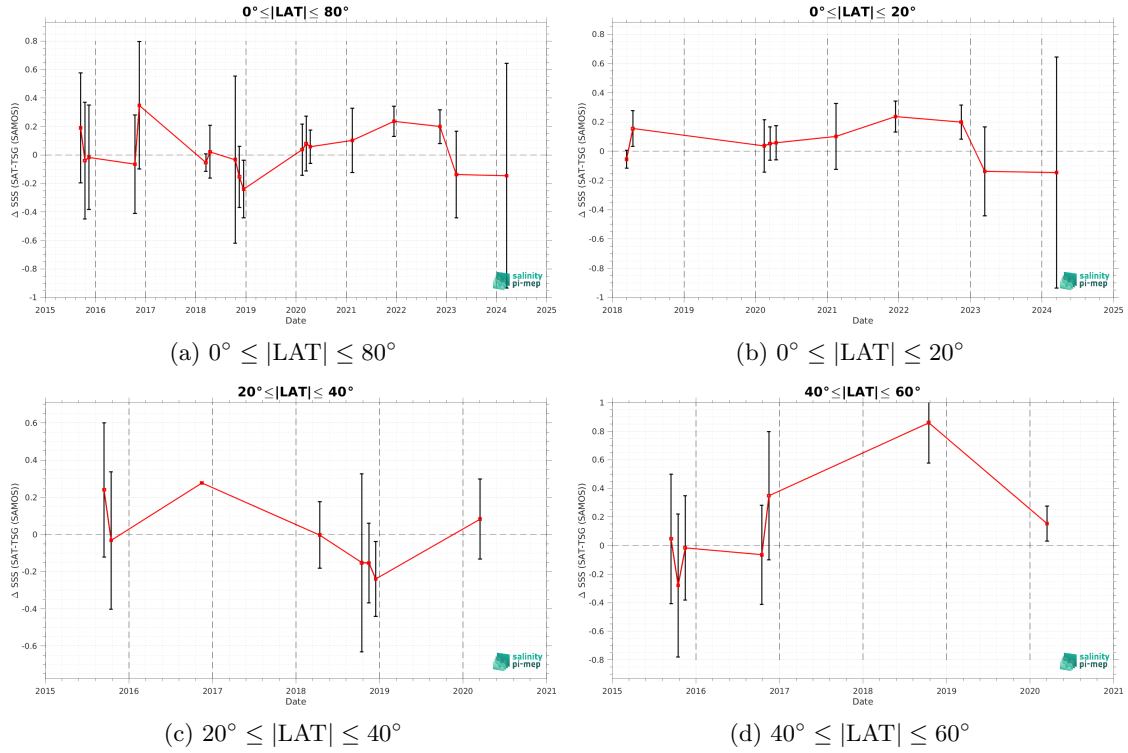 0°≤|LAT|≤ 80°
Δ SSS (SAT-TSG (SAMOS))
0.8
0.6
0.4
0.2
0
-0.2
-0.4
-0.6
-0.8
-1
2015 2016 2017 2018 2019 2020 2021 2022 2023 2024 2025
Date
salinity
pi-mep
(a) 0° ≤ |LAT| ≤ 80°
0°≤|LAT|≤ 20°
Δ SSS (SAT-TSG (SAMOS))
0.8
0.6
0.4
0.2
0
-0.2
-0.4
-0.6
-0.8
-1
2018 2019 2020 2021 2022 2023 2024 2025
Date
salinity
pi-mep
(b) 0° ≤ |LAT| ≤ 20°
20°≤|LAT|≤ 40°
Δ SSS (SAT-TSG (SAMOS))
0.6
0.4
0.2
0
-0.2
-0.4
-0.6
2015 2016 2017 2018 2019 2020 2021
Date
salinity
pi-mep
(c) 20° ≤ |LAT| ≤ 40°
40°≤|LAT|≤ 60°
Δ SSS (SAT-TSG (SAMOS))
1
0.8
0.6
0.4
0.2
0
-0.2
-0.4
-0.6
-0.8
2015 2016 2017 2018 2019 2020 2021
Date
salinity
pi-mep
(d) 40° ≤ |LAT| ≤ 60°